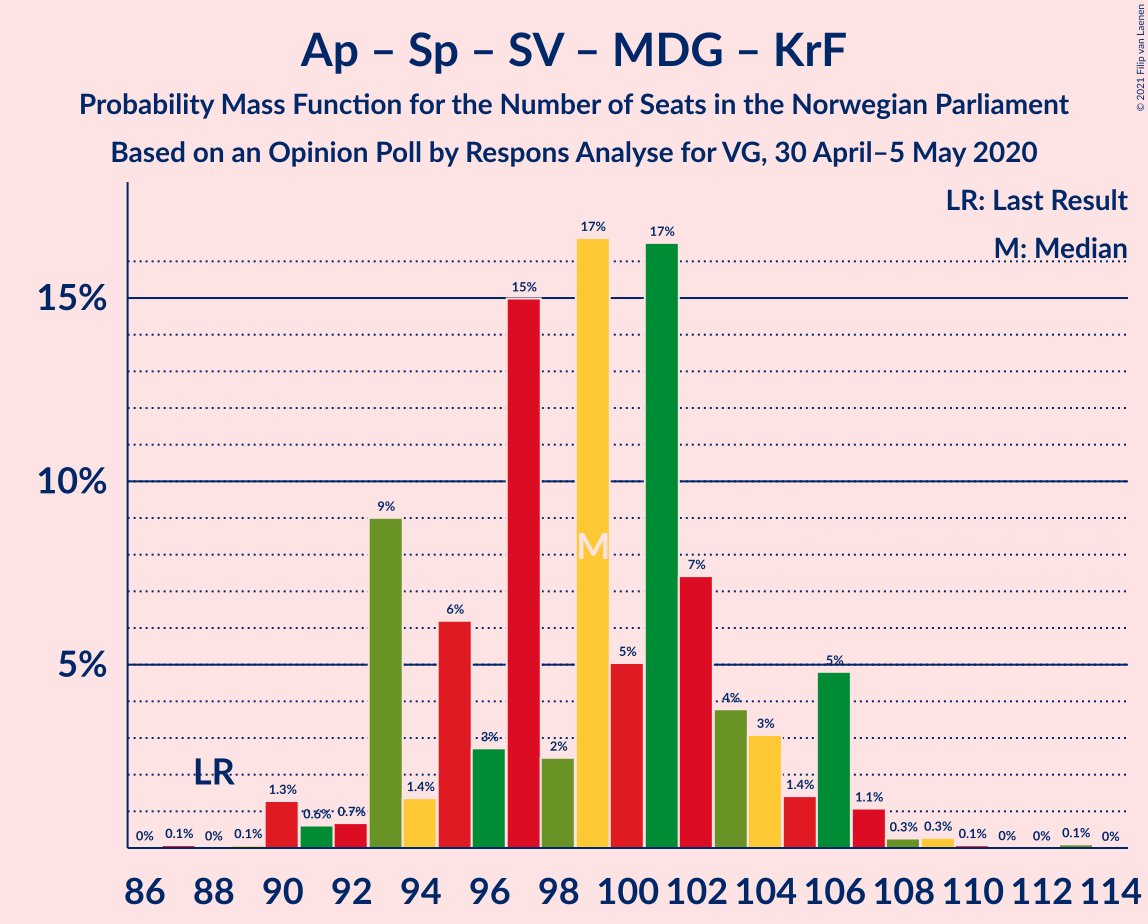 Ap – Sp – SV – MDG – KrF
Probability Mass Function for the Number of Seats in the Norwegian Parliament
Based on an Opinion Poll by Respons Analyse for VG, 30 April–5 May 2020
© 2021 Filip van Laenen
LR: Last Result
M: Median
15%
10%
5%
0% 0.1% 0% 0.1% 1.3% 0.6% 0.7% 9% 1.4% 6% 3% 15% 2% 17% 5% 17% 7% 4% 3% 1.4% 5% 1.1% 0.3% 0.3% 0.1% 0% 0% 0.1% 0%
LR
M
86 88 90 92 94 96 98 100 102 104 106 108 110 112 114